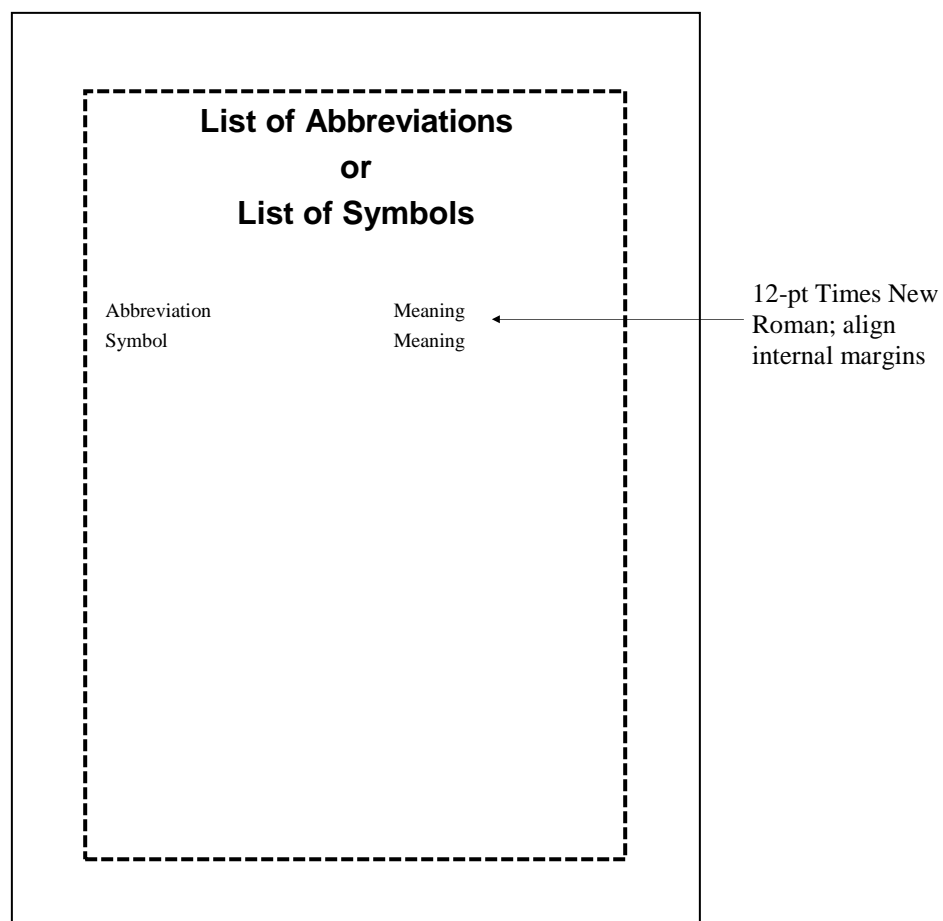 List of Abbreviations
or
List of Symbols
Abbreviation Meaning
Symbol Meaning
12-pt Times New
Roman; align
internal margins